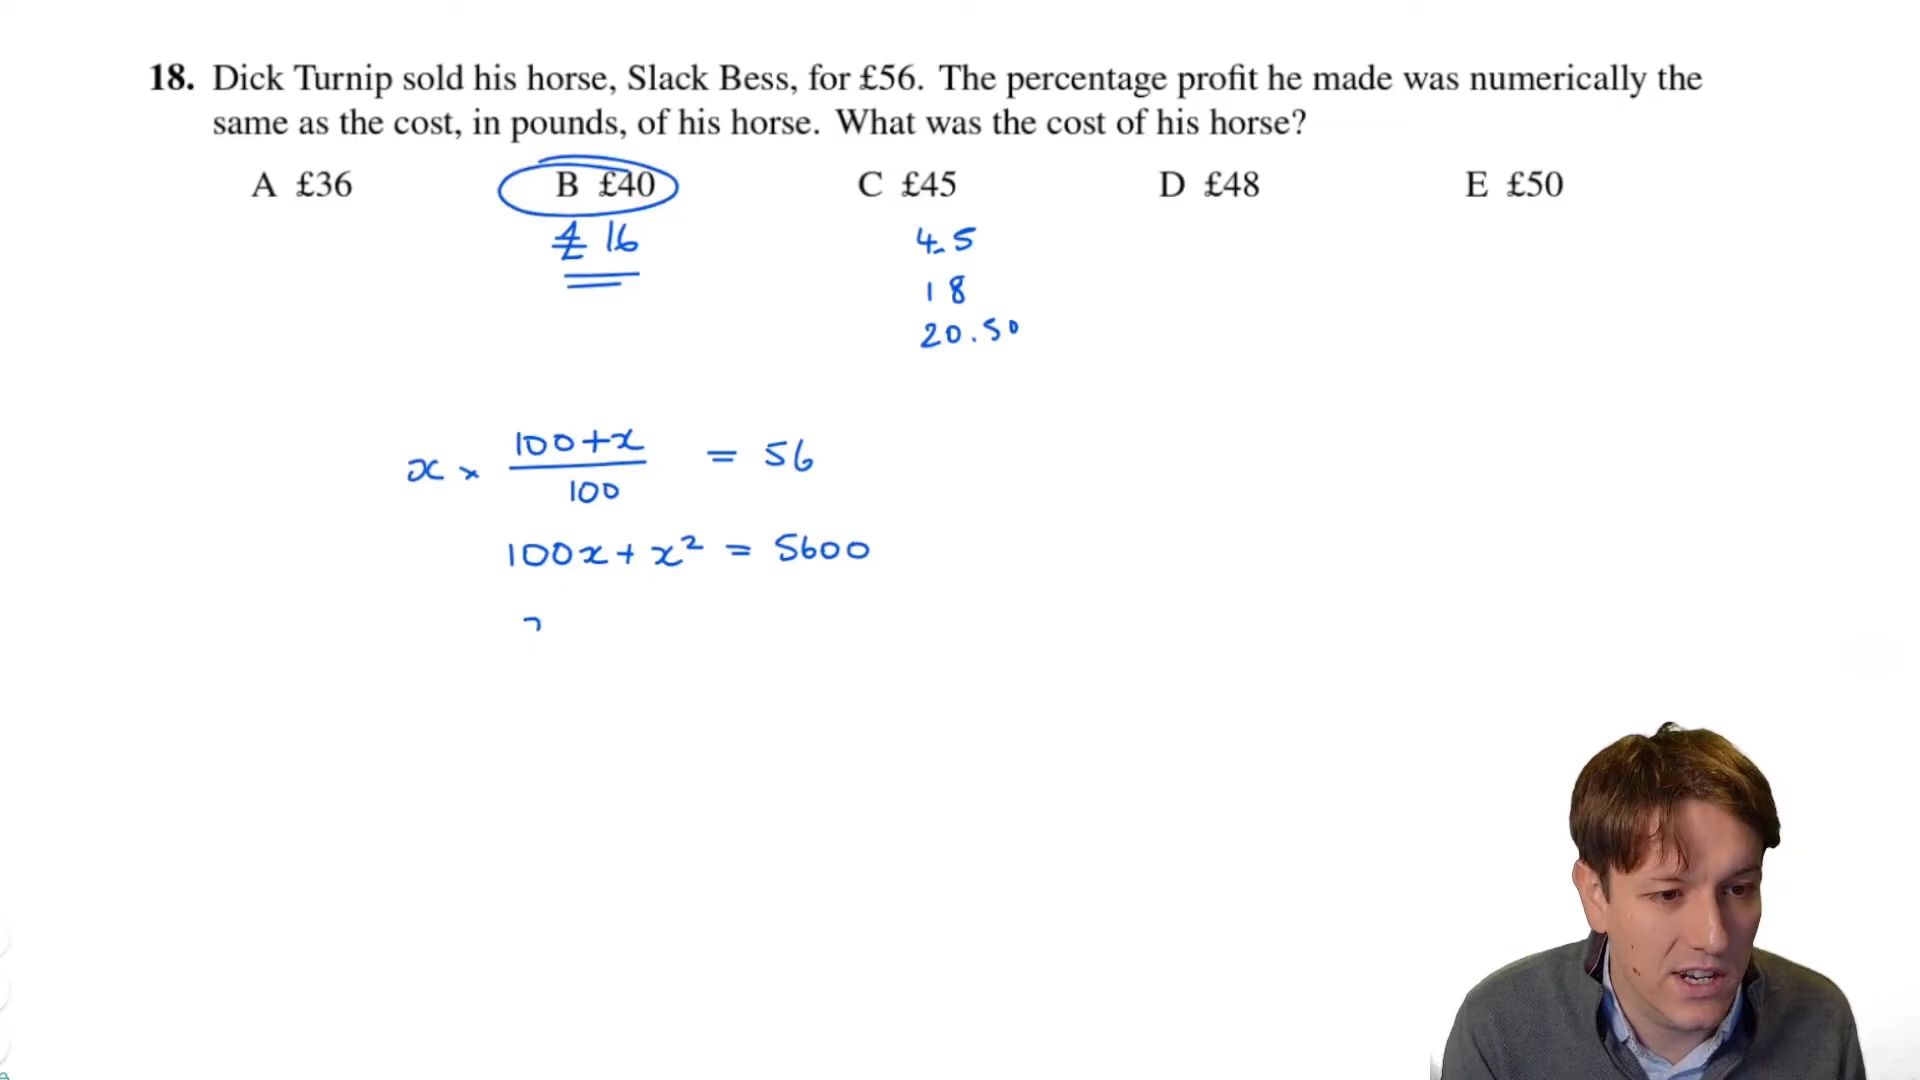 18. Dick Turnip sold his horse, Slack Bess, for £56. The percentage profit he made was numerically the
same as the cost, in pounds, of his horse. What was the cost of his horse?
A £36 B £40 C £45 D £48 E £50
£ 16
4.5
18
20.50
x × (100+x)/100 = 56
100x + x² = 5600